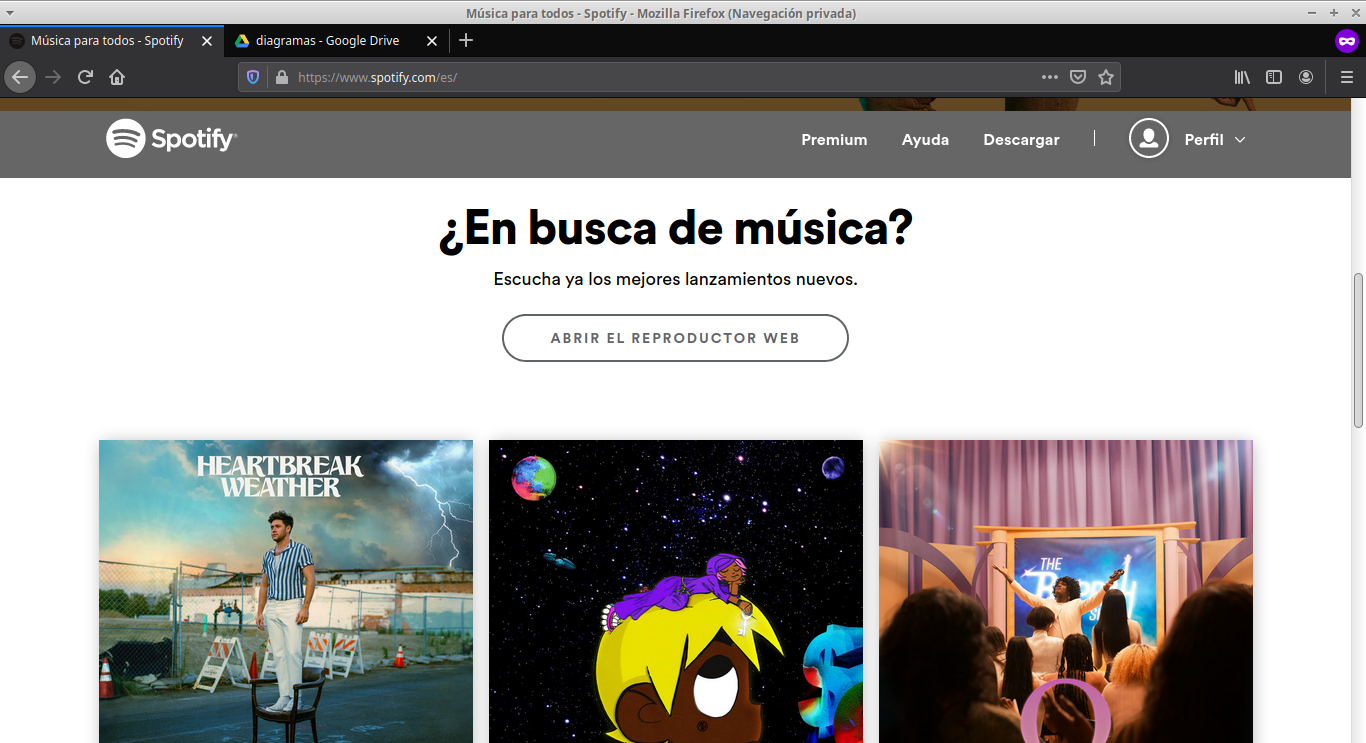 Música para todos - Spotify - Mozilla Firefox (Navegación privada)
Música para todos - Spotify
diagramas - Google Drive
https://www.spotify.com/es/
Spotify
Premium
Ayuda
Descargar
Perfil
¿En busca de música?
Escucha ya los mejores lanzamientos nuevos.
ABRIR EL REPRODUCTOR WEB
HEARTBREAK
WEATHER
THE